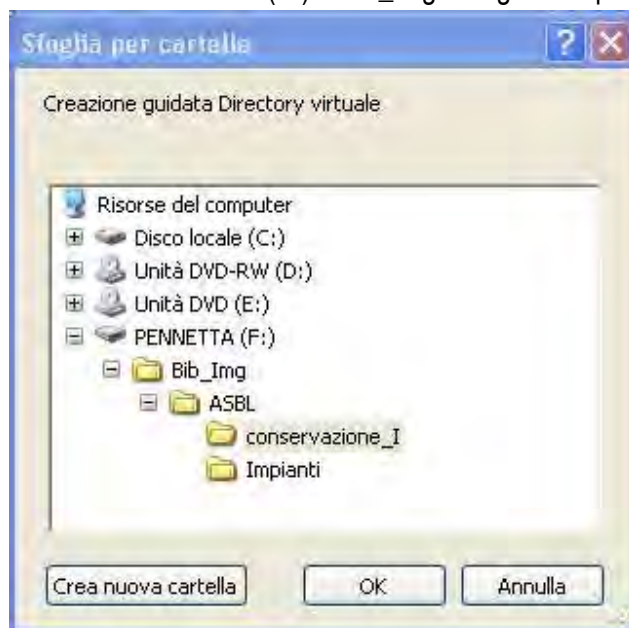 Sfoglia per cartelle
Creazione guidata Directory virtuale
Risorse del computer
Disco locale (C:)
Unità DVD-RW (D:)
Unità DVD (E:)
PENNETTA (F:)
Bib_Img
ASBL
conservazione_I
Impianti
Crea nuova cartella OK Annulla